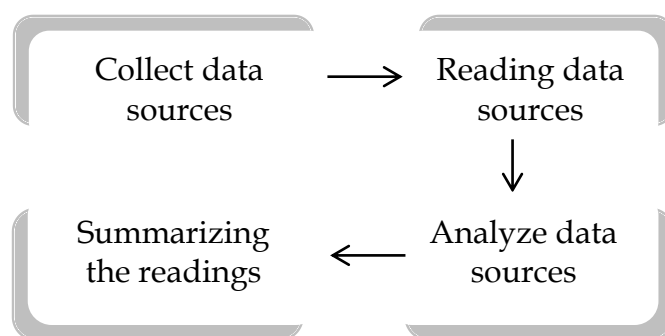 Collect data
sources
Reading data
sources
Analyze data
sources
Summarizing
the readings